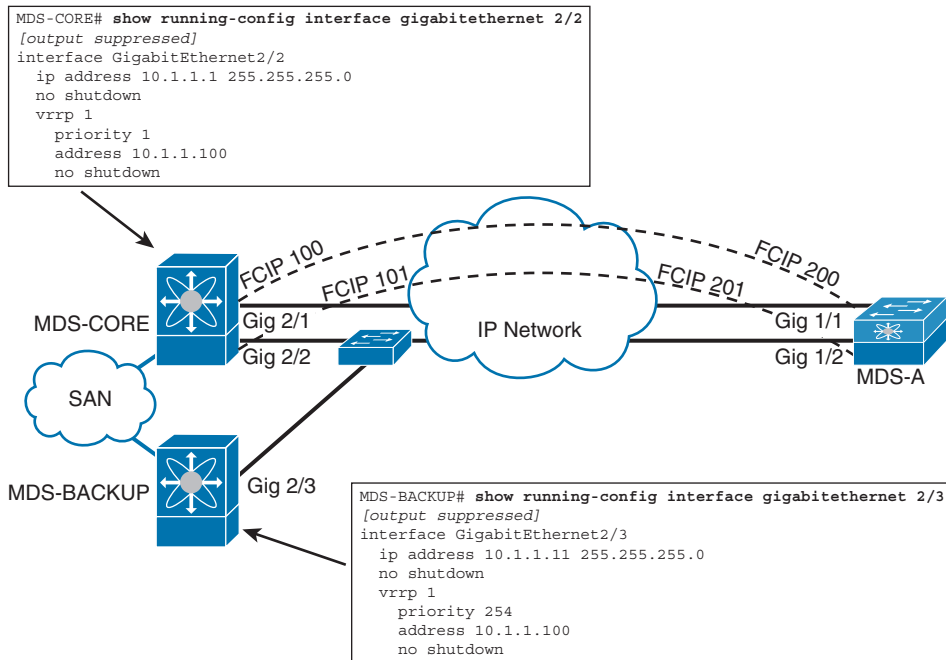 MDS-CORE# show running-config interface gigabitethernet 2/2
[output suppressed]
interface GigabitEthernet2/2
ip address 10.1.1.1 255.255.255.0
no shutdown
vrrp 1
priority 1
address 10.1.1.100
no shutdown
FCIP 100
FCIP 101
FCIP 201
FCIP 200
MDS-CORE
Gig 2/1
Gig 2/2
IP Network
Gig 1/1
Gig 1/2
MDS-A
SAN
MDS-BACKUP
Gig 2/3
MDS-BACKUP# show running-config interface gigabitethernet 2/3
[output suppressed]
interface GigabitEthernet2/3
ip address 10.1.1.11 255.255.255.0
no shutdown
vrrp 1
priority 254
address 10.1.1.100
no shutdown